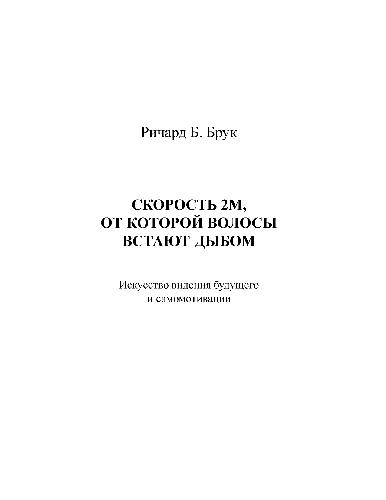 Ричард Б. Брук
СКОРОСТЬ 2М,
ОТ КОТОРОЙ ВОЛОСЫ
ВСТАЮТ ДЫБОМ
Искусство видения будущего
и самомотивации